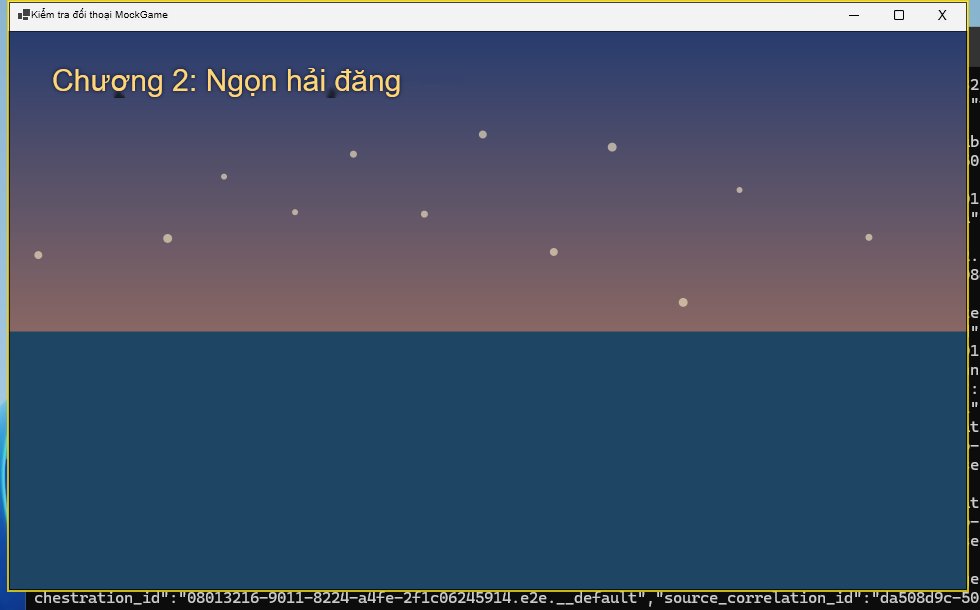 Kiểm tra đối thoại MockGame
Chương 2: Ngọn hải đăng
chestration_id":"08013216-9011-8224-a4fe-2f1c06245914.e2e.__default","source_correlation_id":"da508d9c-5